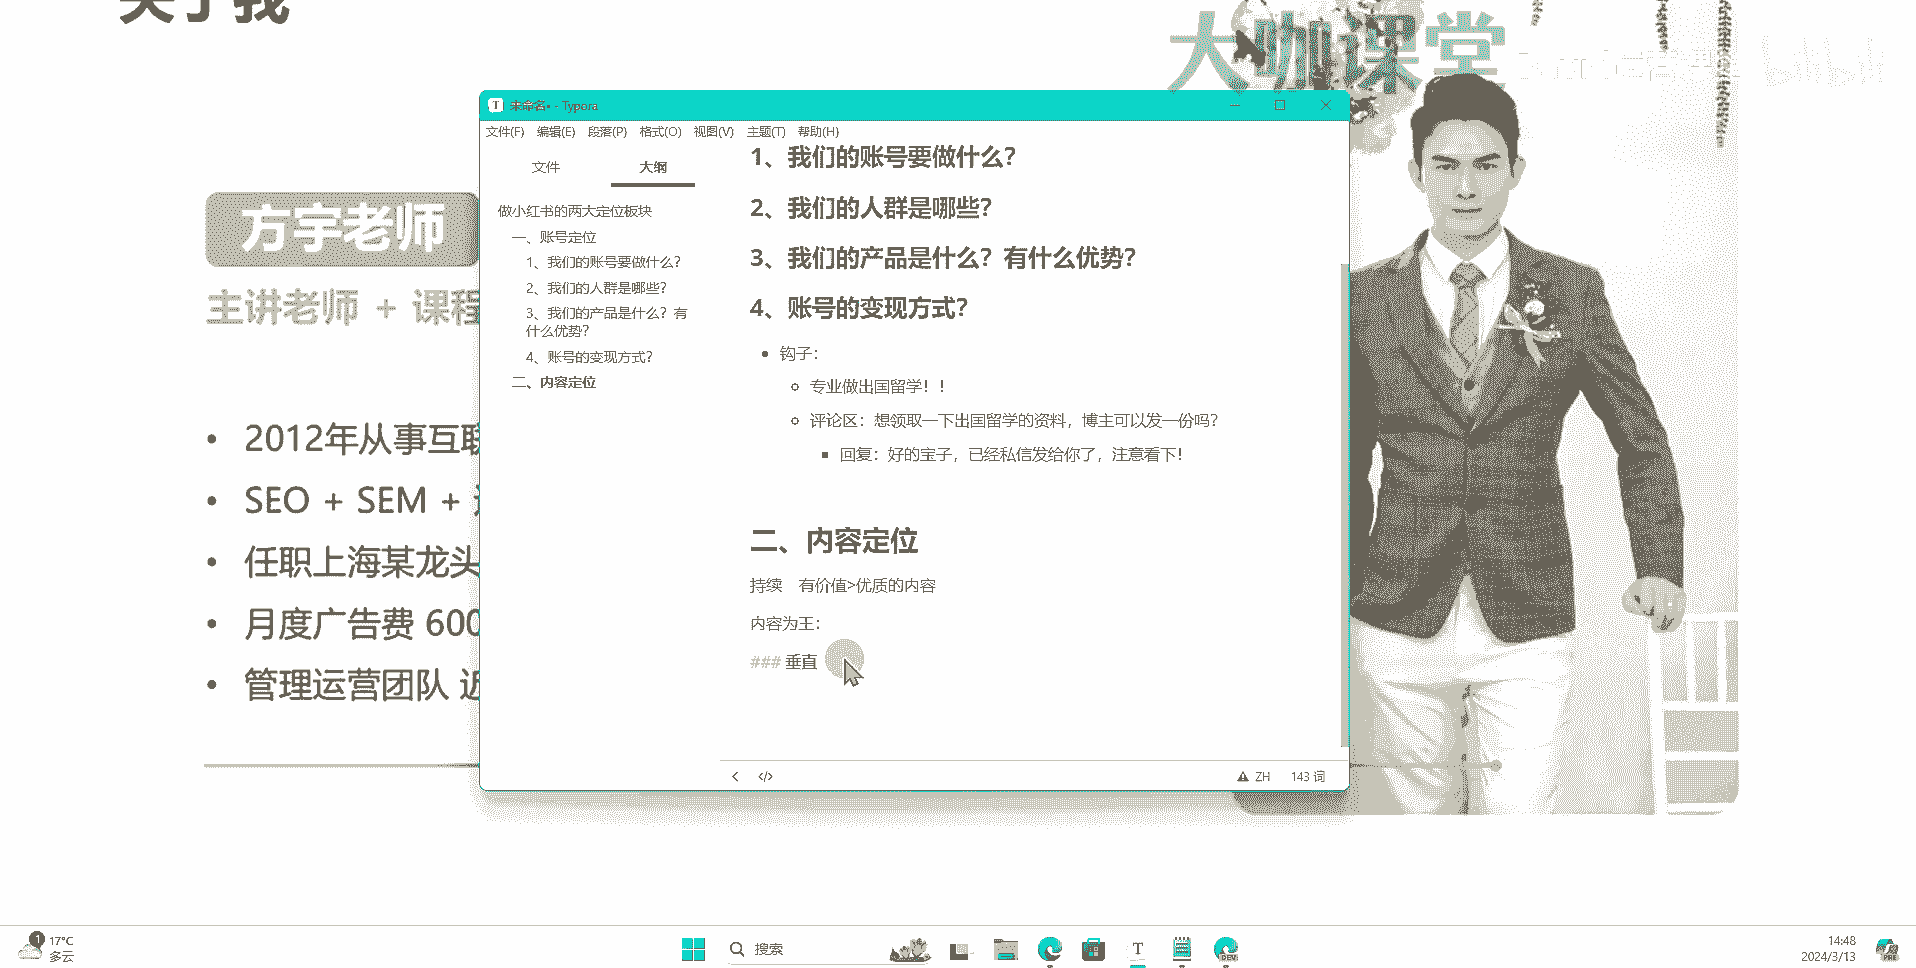 关于我
大咖课堂
bilibili
方宇老师
主讲老师 + 课程
• 2012年从事互联
• SEO + SEM +
• 任职上海某龙头
• 月度广告费 600
• 管理运营团队 近
未命名• - Typora
文件(F) 编辑(E) 段落(P) 格式(O) 视图(V) 主题(T) 帮助(H)
文件 大纲
做小红书的两大定位板块
一、账号定位
1、我们的账号要做什么？
2、我们的人群是哪些？
3、我们的产品是什么？有
什么优势？
4、账号的变现方式？
二、内容定位
1、我们的账号要做什么？
2、我们的人群是哪些？
3、我们的产品是什么？有什么优势？
4、账号的变现方式？
• 钩子：
专业做出国留学！！
评论区：想领取一下出国留学的资料，博主可以发一份吗？
回复：好的宝子，已经私信发给你了，注意看下！
二、内容定位
持续 有价值>优质的内容
内容为王：
### 垂直
</> ZH 143 词
1 17°C
多云
搜索
T
DEV
14:48
2024/3/13
PRE